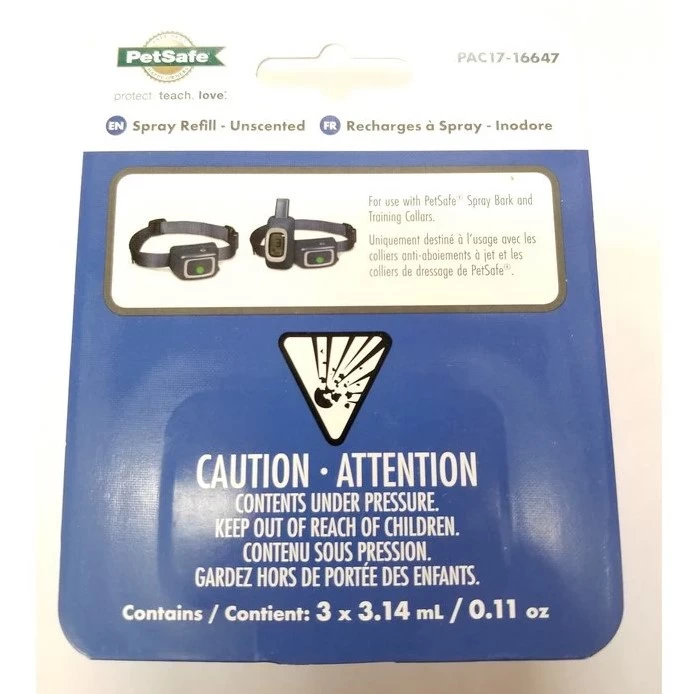 PetSafe
PAC17-16647
protect. teach. love.
EN Spray Refill - Unscented FR Recharges à Spray - Inodore
For use with PetSafe® Spray Bark and
Training Collars.
Uniquement destiné à l'usage avec les
colliers anti-aboiements à jet et les
colliers de dressage de PetSafe®.
CAUTION · ATTENTION
CONTENTS UNDER PRESSURE.
KEEP OUT OF REACH OF CHILDREN.
CONTENU SOUS PRESSION.
GARDEZ HORS DE PORTÉE DES ENFANTS.
Contains / Contient: 3 x 3.14 mL / 0.11 oz